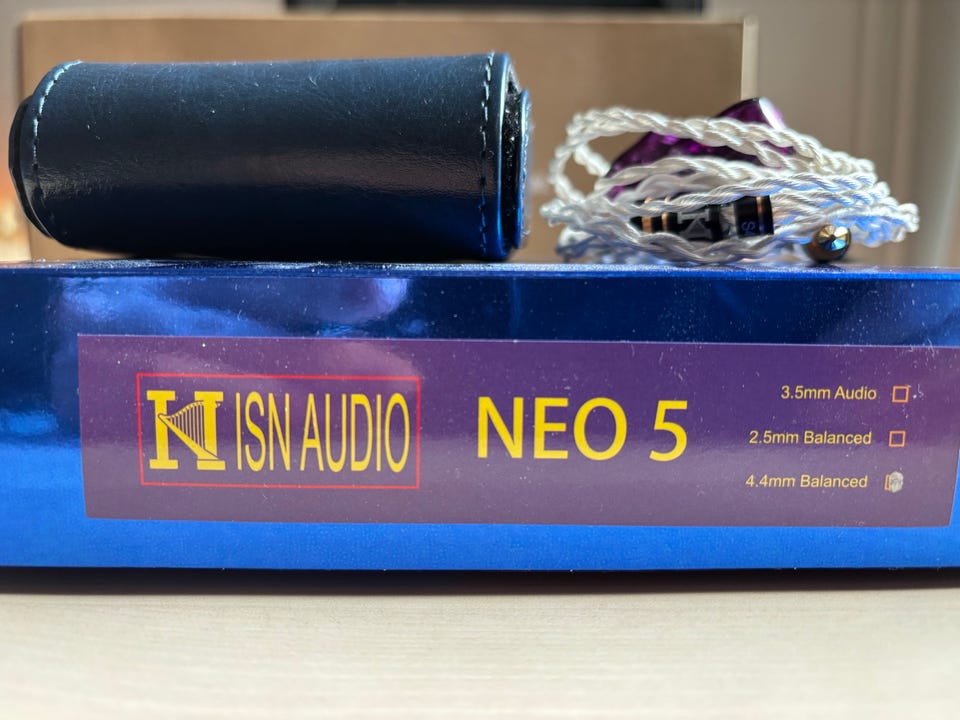 ISN AUDIO
NEO 5
3.5mm Audio
2.5mm Balanced
4.4mm Balanced